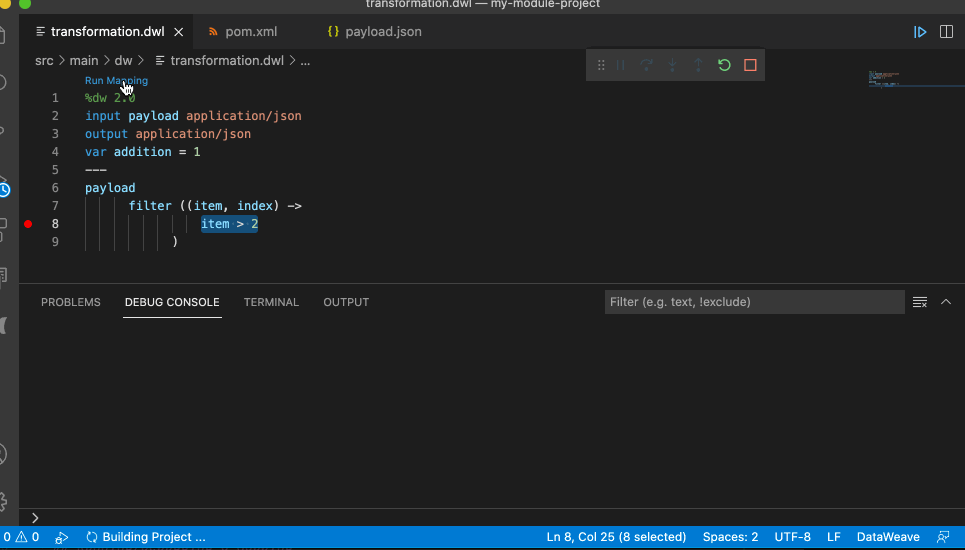 transformation.dwl — my-module-project
transformation.dwl
pom.xml
{} payload.json
src > main > dw > transformation.dwl > ...
Run Mapping
1 %dw 2.0
2 input payload application/json
3 output application/json
4 var addition = 1
5 ---
6 payload
7 filter ((item, index) ->
8 item > 2
9 )
PROBLEMS DEBUG CONSOLE TERMINAL OUTPUT
Filter (e.g. text, !exclude)
>
0 0 Building Project ... Ln 8, Col 25 (8 selected) Spaces: 2 UTF-8 LF DataWeave